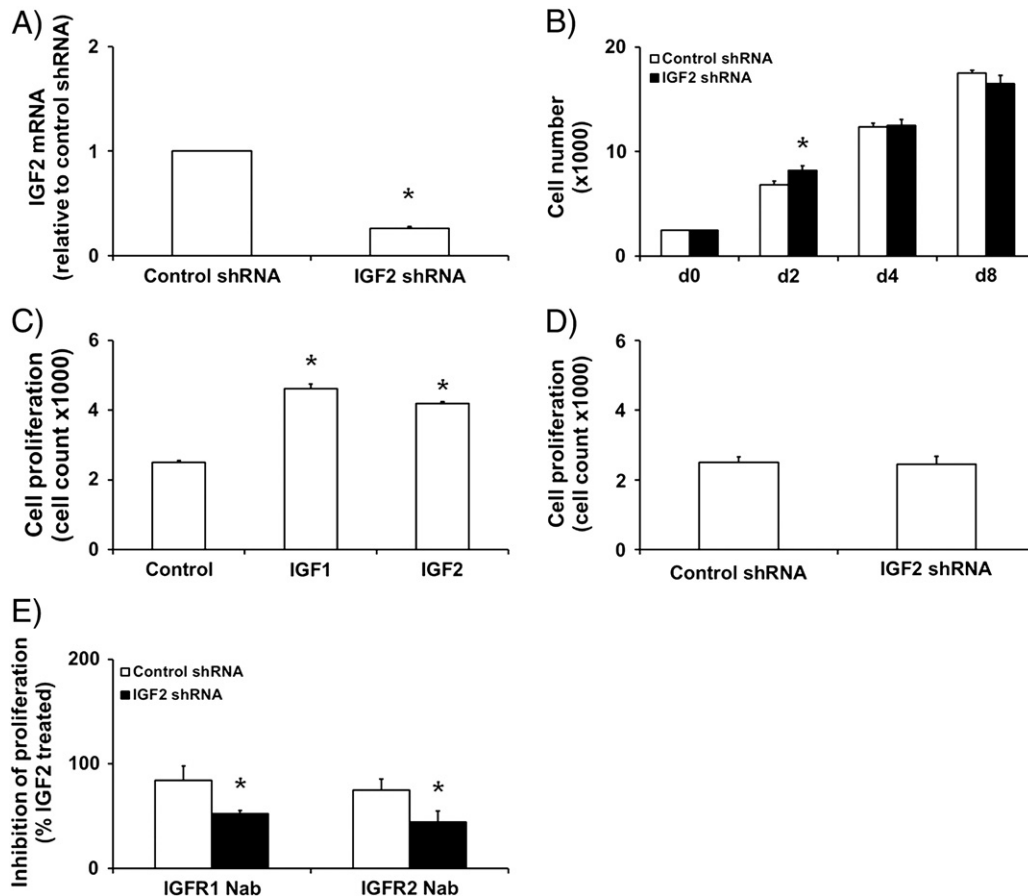 A)
IGF2 mRNA
(relative to control shRNA)
2
1
0
*
Control shRNA
IGF2 shRNA
B)
Cell number
(x1000)
20
10
0
Control shRNA
IGF2 shRNA
*
d0
d2
d4
d8
C)
Cell proliferation
(cell count x1000)
6
4
2
0
*
*
Control
IGF1
IGF2
D)
Cell proliferation
(cell count x1000)
6
4
2
0
Control shRNA
IGF2 shRNA
E)
Inhibition of proliferation
(% IGF2 treated)
200
100
0
Control shRNA
IGF2 shRNA
*
*
IGFR1 Nab
IGFR2 Nab